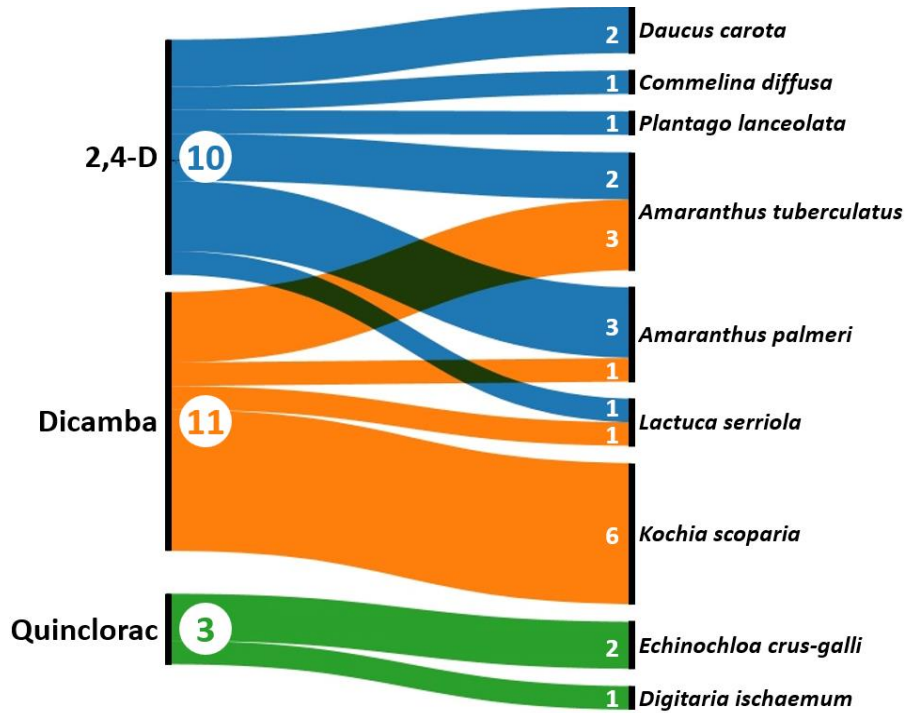 2 Daucus carota
1 Commelina diffusa
1 Plantago lanceolata
2,4-D 10
2
Amaranthus tuberculatus
3
3
Amaranthus palmeri
1
1
Lactuca serriola
1
Dicamba 11
6 Kochia scoparia
Quinclorac 3
2 Echinochloa crus-galli
1 Digitaria ischaemum